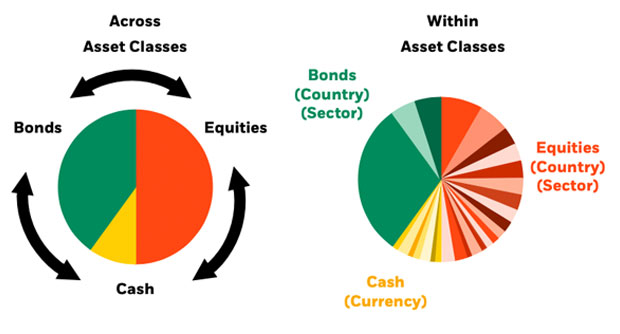 Across
Asset Classes
Bonds
Equities
Cash
Within
Asset Classes
Bonds
(Country)
(Sector)
Equities
(Country)
(Sector)
Cash
(Currency)